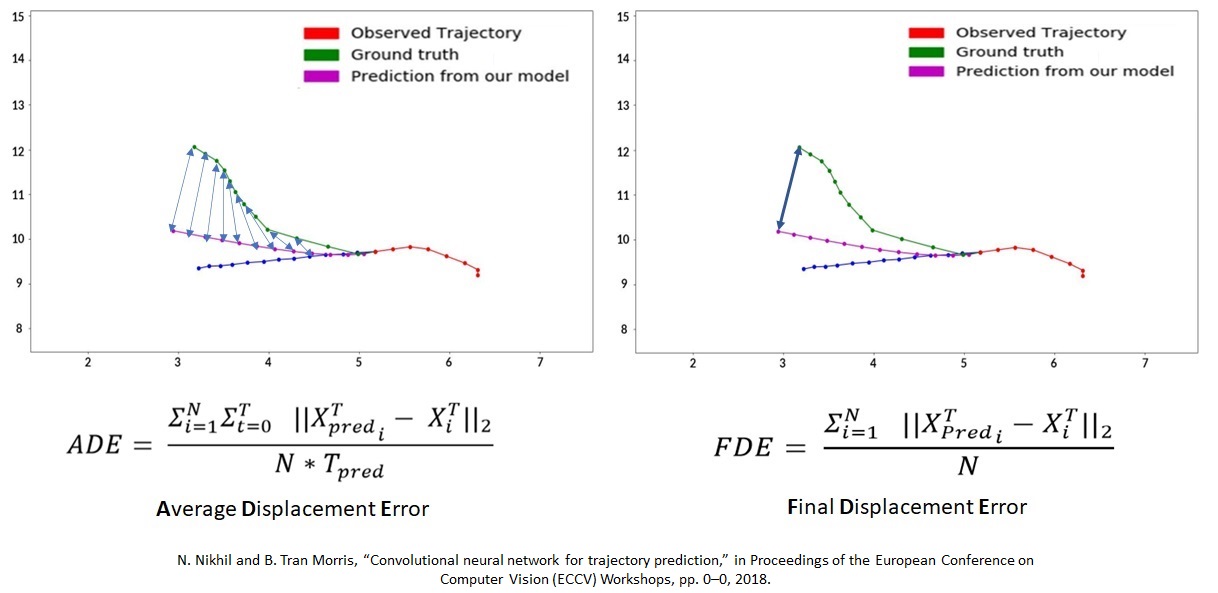 15
14
13
12
11
10
9
8
2 3 4 5 6 7
Observed Trajectory
Ground truth
Prediction from our model
15
14
13
12
11
10
9
8
2 3 4 5 6 7
Observed Trajectory
Ground truth
Prediction from our model
ADE = Σ_{i=1}^{N} Σ_{t=0}^{T} ||X_{pred_i}^{T} − X_i^{T}||_2 / N * T_{pred}
Average Displacement Error
FDE = Σ_{i=1}^{N} ||X_{Pred_i}^{T} − X_i^{T}||_2 / N
Final Displacement Error
N. Nikhil and B. Tran Morris, “Convolutional neural network for trajectory prediction,” in Proceedings of the European Conference on
Computer Vision (ECCV) Workshops, pp. 0–0, 2018.